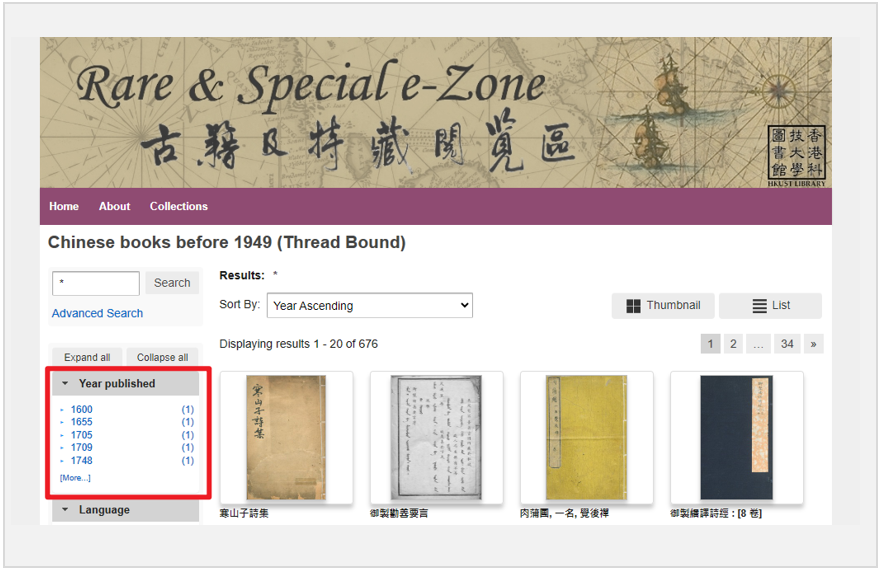 Rare & Special e-Zone
古籍及特藏閱覽區
香港科
技大學
圖書館
HKUST LIBRARY
Home About Collections
Chinese books before 1949 (Thread Bound)
* Search
Advanced Search
Results: *
Sort By: Year Ascending
Thumbnail List
Displaying results 1 - 20 of 676
1 2 ... 34 »
Expand all Collapse all
Year published
1600 (1)
1655 (1)
1705 (1)
1709 (1)
1748 (1)
[More...]
Language
寒山子詩集
寒山子詩集
御製勸善要言
肉蒲團, 一名, 覺後禪
御製繙譯詩經 : [8 卷]